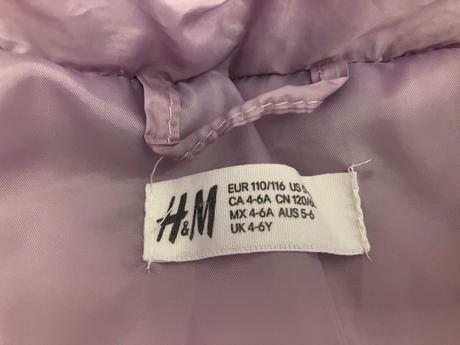 H&M
EUR 110/116 US 5
CA 4-6A CN 120/6
MX 4-6A AUS 5-6
UK 4-6Y